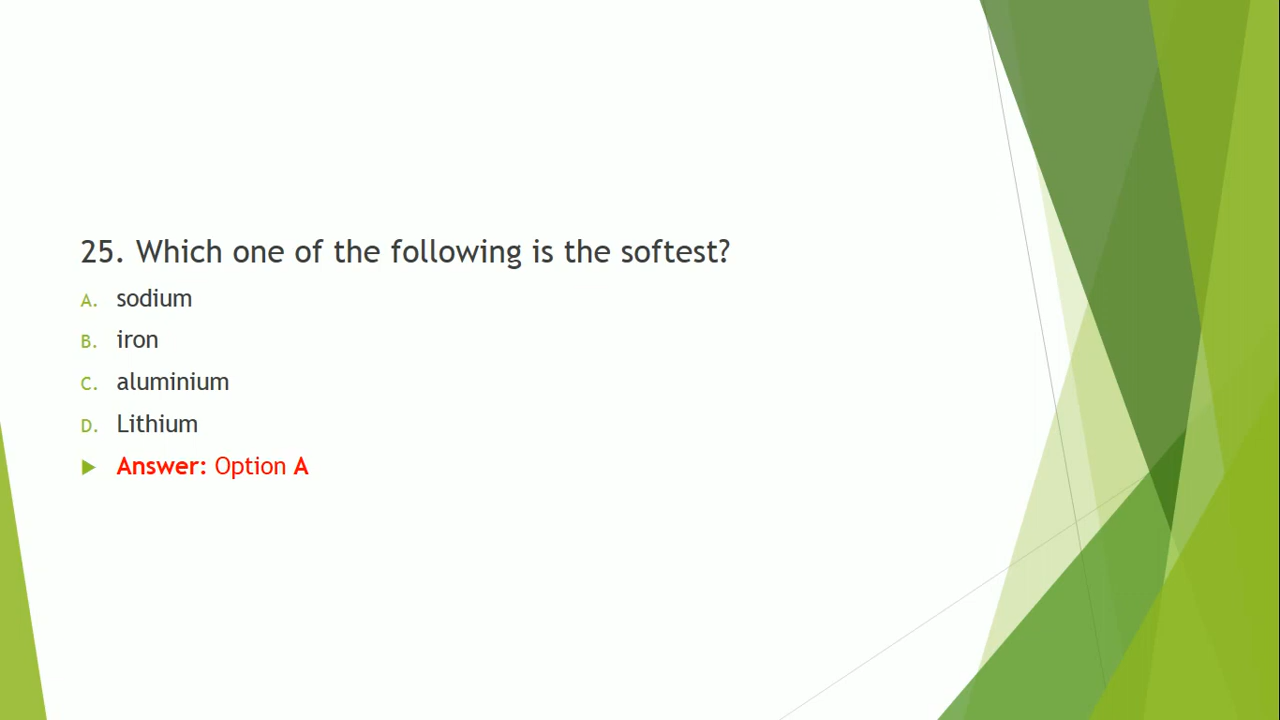 25. Which one of the following is the softest?
A. sodium
B. iron
C. aluminium
D. Lithium
Answer: Option A